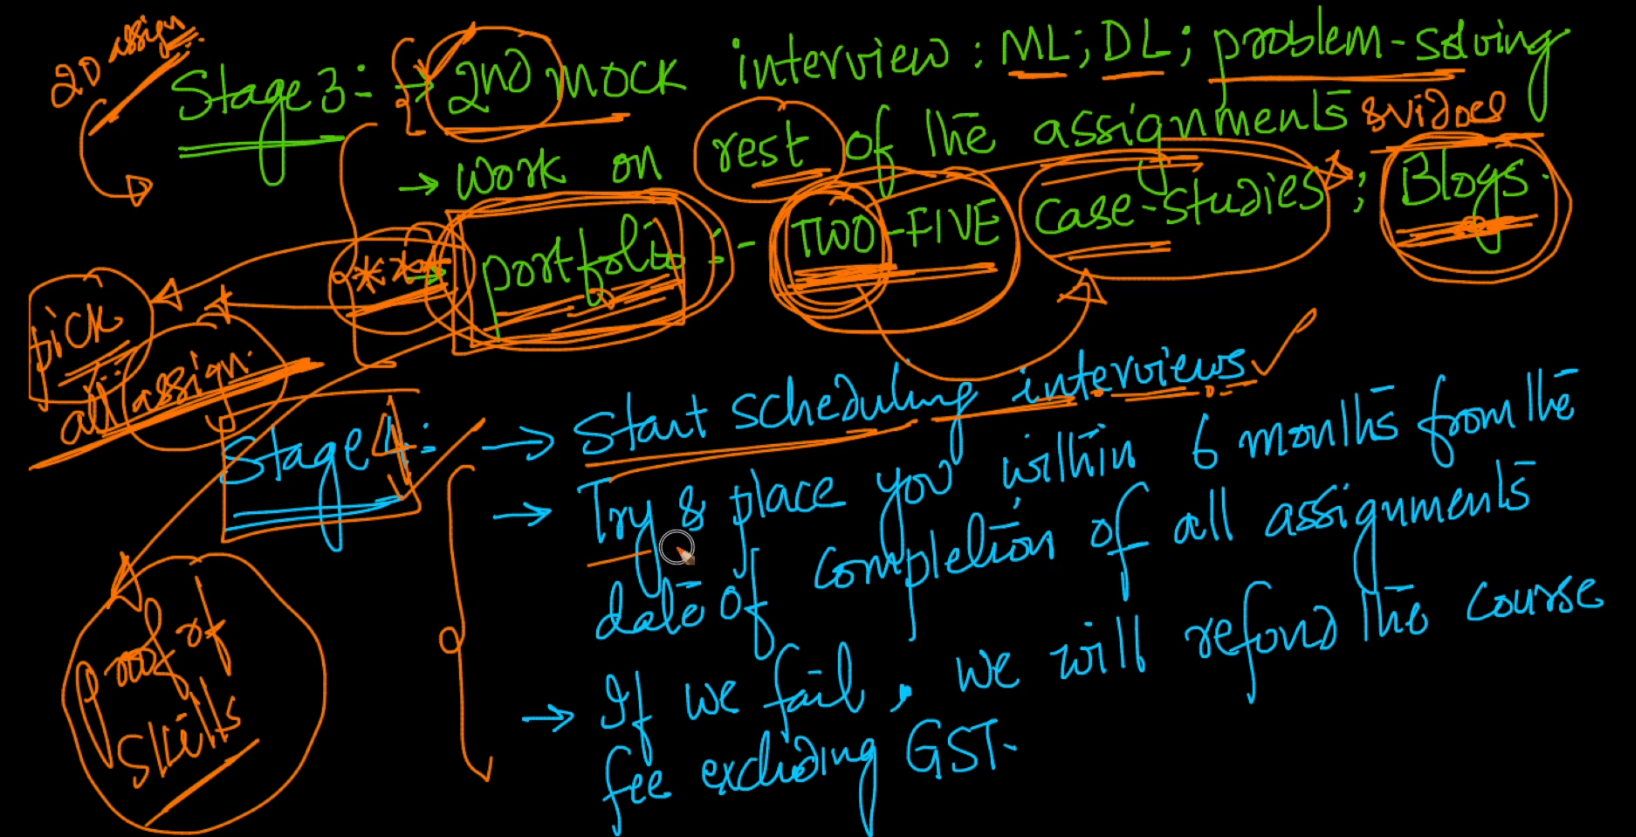 20 assign
Stage 3:- → 2nd mock interview: ML; DL; problem-solving
→ Work on rest of the assignments & videos
portfolio:- TWO-FIVE case-studies; Blogs.
pick
all assign.
Stage 4:- → Start scheduling interviews
→ Try & place you within 6 months from the
date of completion of all assignments
→ If we fail, we will refund the course
fee excluding GST.
proof of
skills